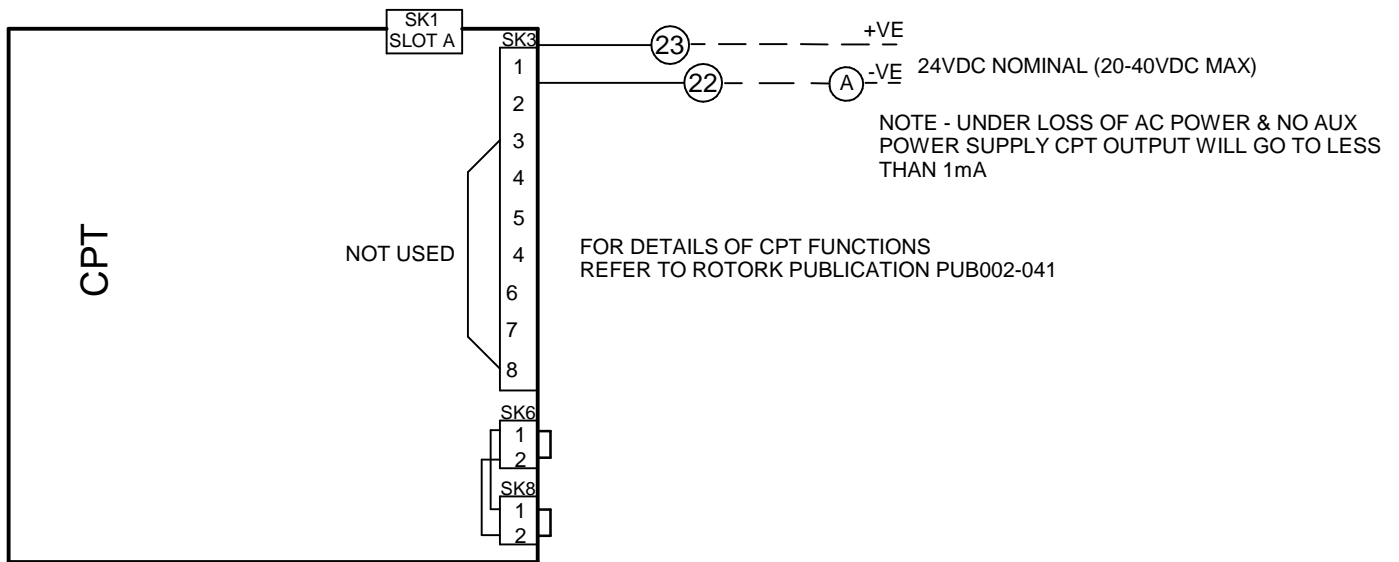 SK1
SLOT A
SK3
23
+VE
1
22
A
-VE
24VDC NOMINAL (20-40VDC MAX)
2
NOTE - UNDER LOSS OF AC POWER & NO AUX
POWER SUPPLY CPT OUTPUT WILL GO TO LESS
THAN 1mA
3
4
5
CPT
NOT USED
4
FOR DETAILS OF CPT FUNCTIONS
REFER TO ROTORK PUBLICATION PUB002-041
6
7
8
SK6
1
2
SK8
1
2